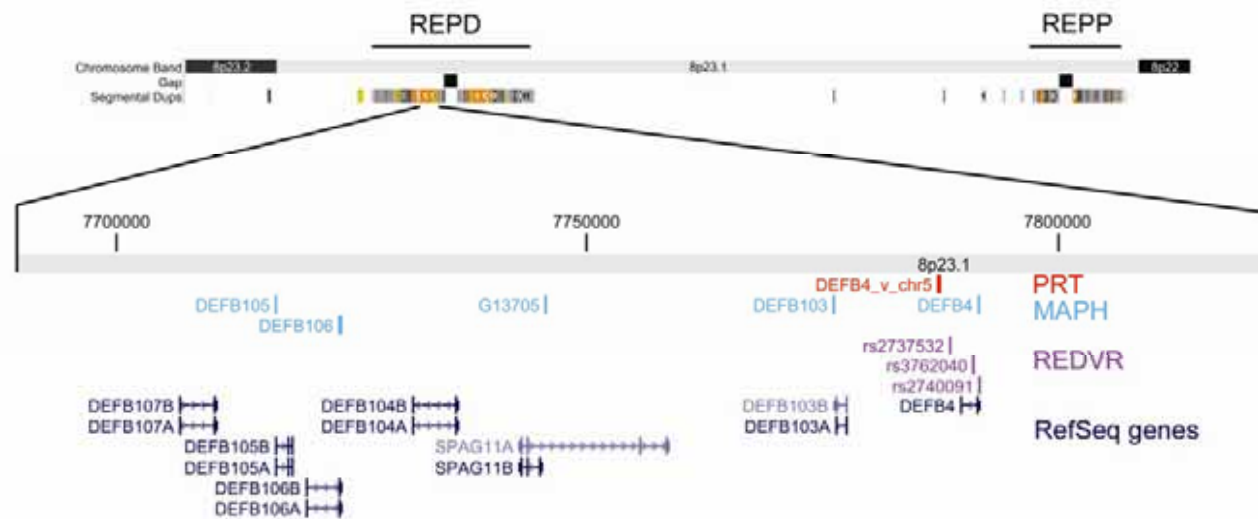 REPD REPP
Chromosome Band 8p23.2 8p23.1 8p22
Gap
Segmental Dups
7700000 7750000 7800000
8p23.1
DEFB4_v_chr5 PRT
DEFB105 G13705 DEFB103 DEFB4 MAPH
DEFB106
rs2737532
rs3762040 REDVR
rs2740091
DEFB107B DEFB104B DEFB103B DEFB4
DEFB107A DEFB104A DEFB103A RefSeq genes
DEFB105B SPAG11A
DEFB105A SPAG11B
DEFB106B
DEFB106A